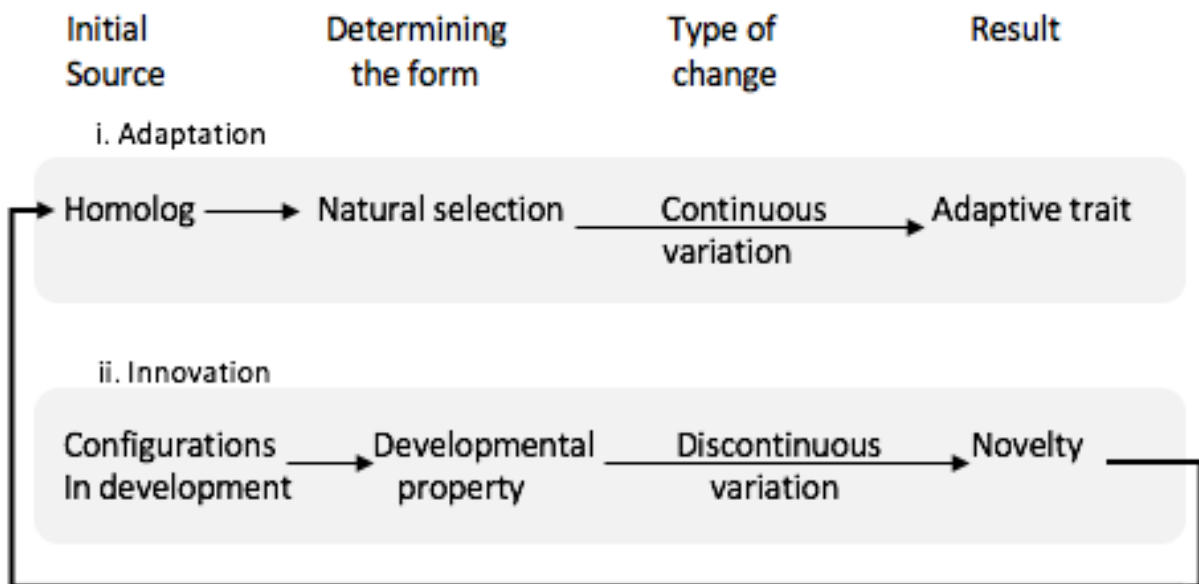 Initial Determining Type of Result
Source the form change
i. Adaptation
Homolog Natural selection Continuous Adaptive trait
variation
ii. Innovation
Configurations Developmental Discontinuous Novelty
In development property variation